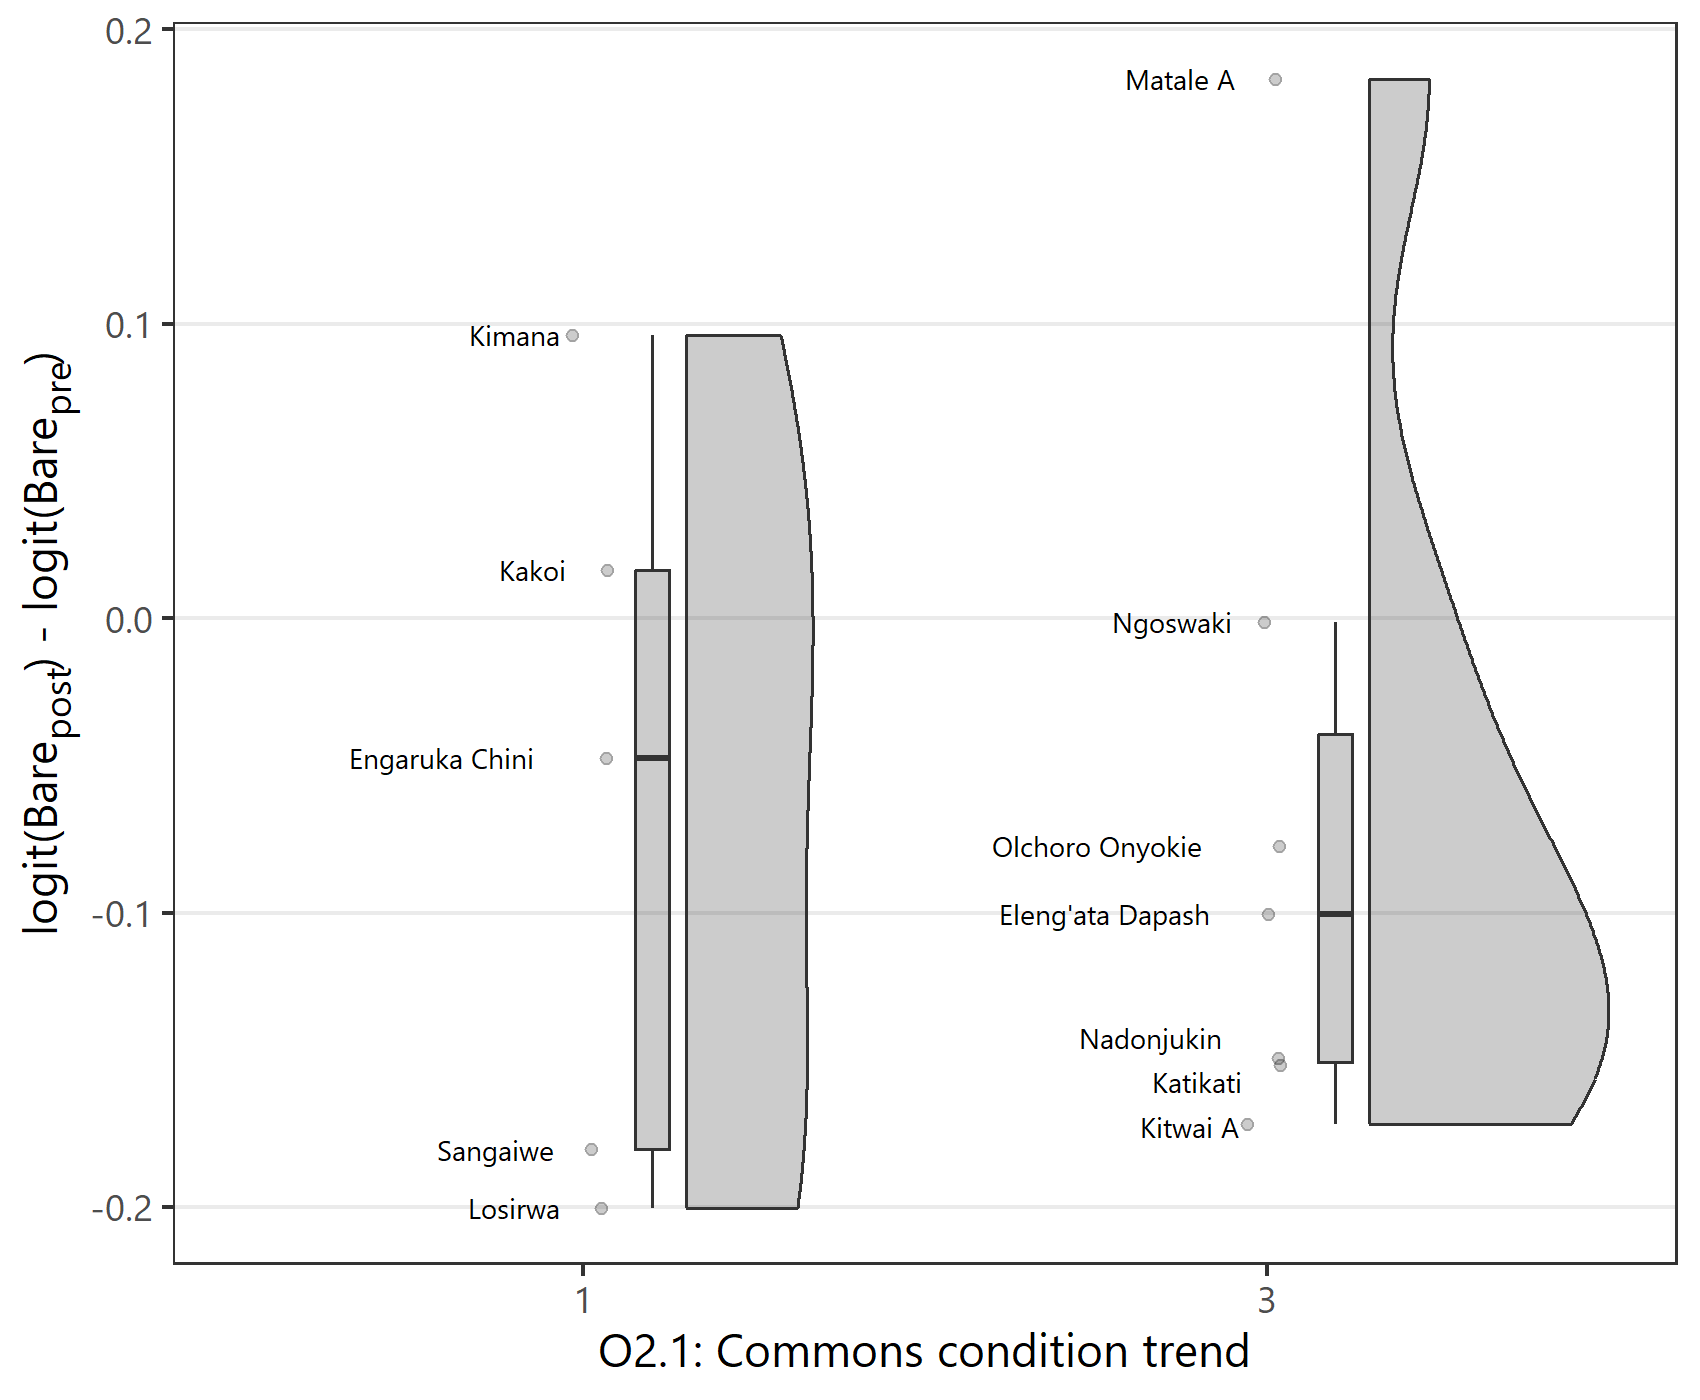 0.2
0.1
0.0
-0.1
-0.2
logit(Barepost) - logit(Barepre)
Matale A
Kimana
Kakoi
Ngoswaki
Engaruka Chini
Olchoro Onyokie
Eleng'ata Dapash
Nadonjukin
Katikati
Kitwai A
Sangaiwe
Losirwa
1
3
O2.1: Commons condition trend